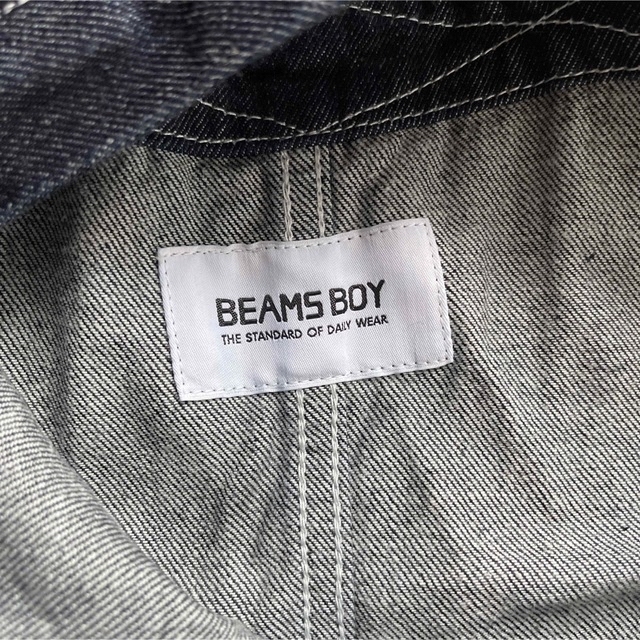 BEAMS BOY
THE STANDARD OF DAILY WEAR